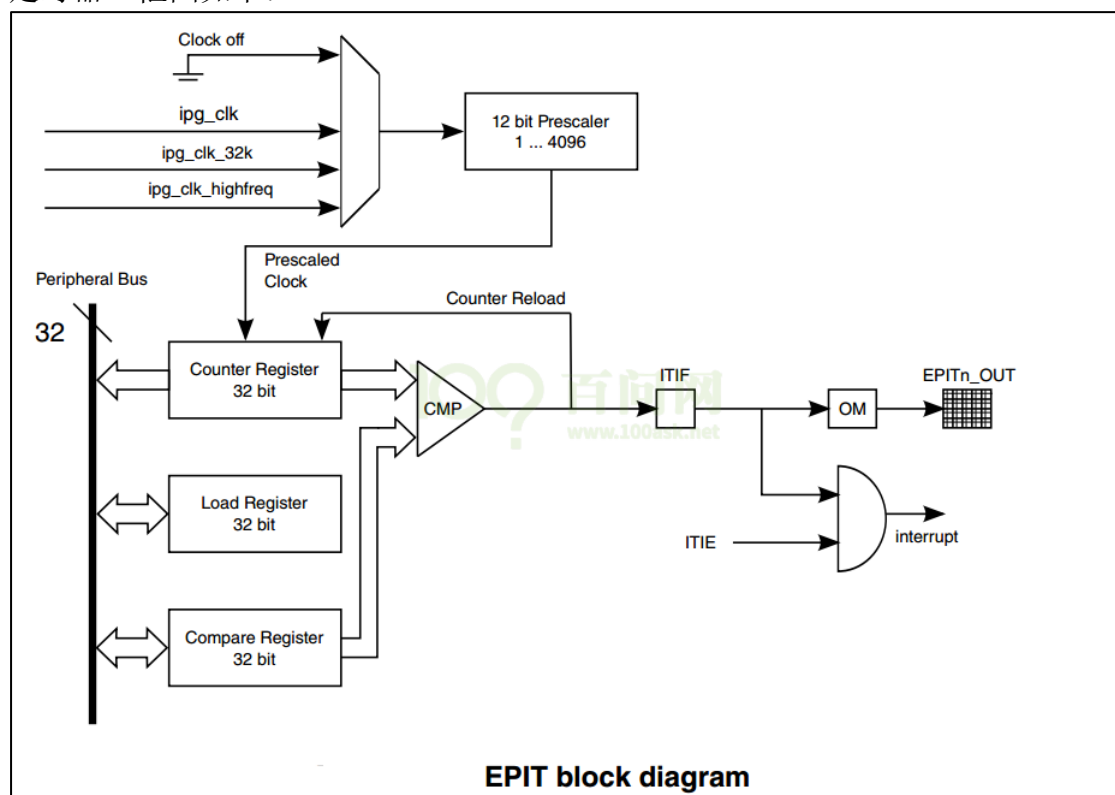 Clock off
ipg_clk
ipg_clk_32k
ipg_clk_highfreq
12 bit Prescaler
1 ... 4096
Prescaled
Clock
Peripheral Bus
32
Counter Reload
Counter Register
32 bit
CMP
ITIF
OM
EPITn_OUT
百问网
www.100ask.net
Load Register
32 bit
ITIE
interrupt
Compare Register
32 bit
EPIT block diagram